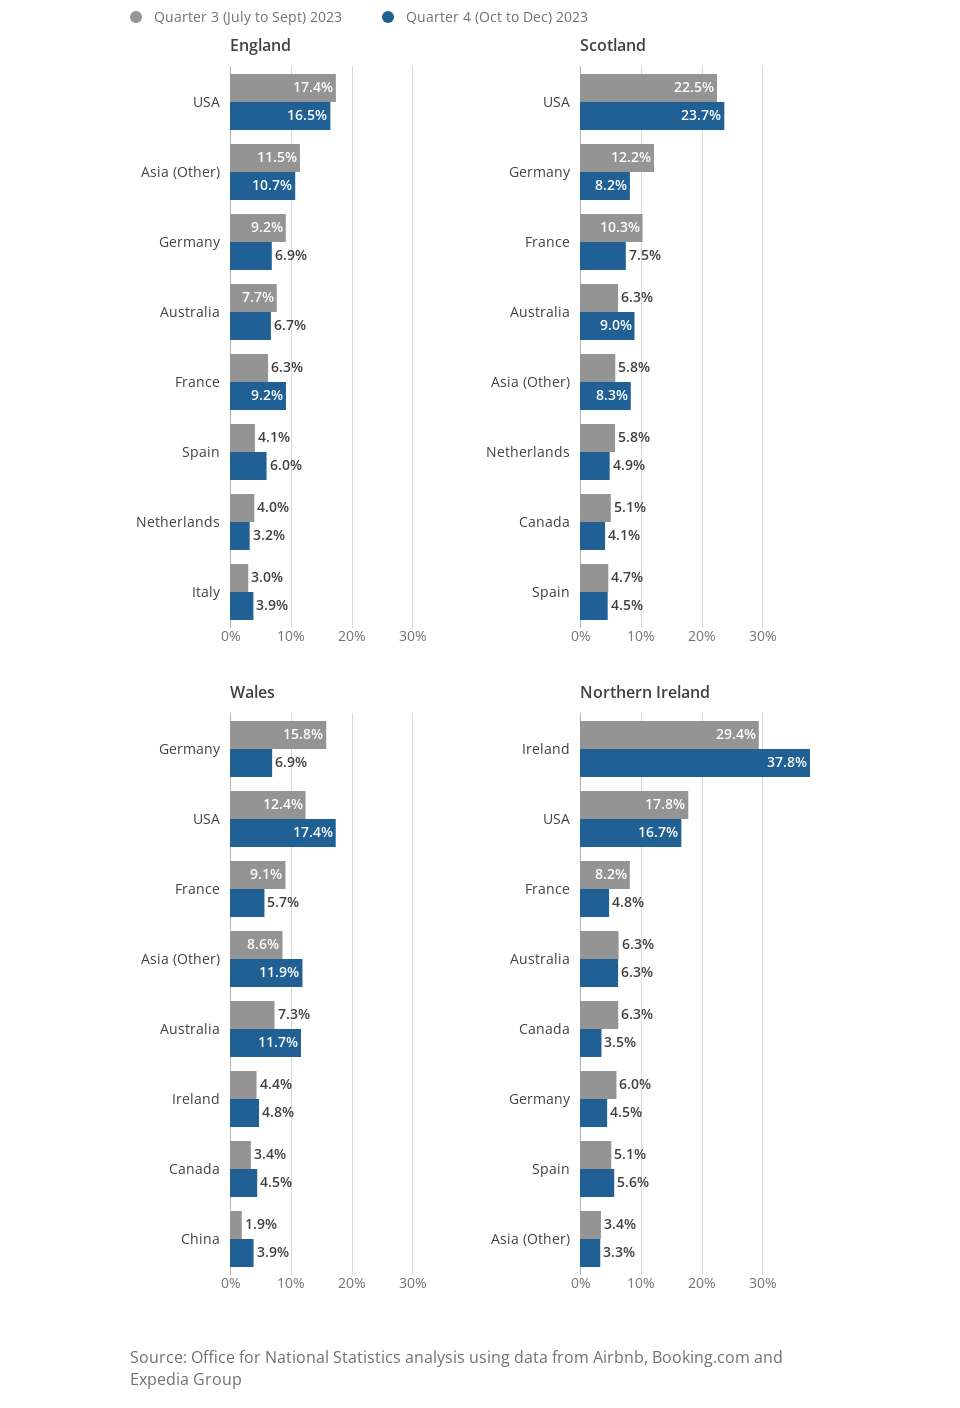 Quarter 3 (July to Sept) 2023 Quarter 4 (Oct to Dec) 2023
England
USA 17.4%
16.5%
Asia (Other) 11.5%
10.7%
Germany 9.2%
6.9%
Australia 7.7%
6.7%
France 6.3%
9.2%
Spain 4.1%
6.0%
Netherlands 4.0%
3.2%
Italy 3.0%
3.9%
0% 10% 20% 30%
Scotland
USA 22.5%
23.7%
Germany 12.2%
8.2%
France 10.3%
7.5%
Australia 6.3%
9.0%
Asia (Other) 5.8%
8.3%
Netherlands 5.8%
4.9%
Canada 5.1%
4.1%
Spain 4.7%
4.5%
0% 10% 20% 30%
Wales
Germany 15.8%
6.9%
USA 12.4%
17.4%
France 9.1%
5.7%
Asia (Other) 8.6%
11.9%
Australia 7.3%
11.7%
Ireland 4.4%
4.8%
Canada 3.4%
4.5%
China 1.9%
3.9%
0% 10% 20% 30%
Northern Ireland
Ireland 29.4%
37.8%
USA 17.8%
16.7%
France 8.2%
4.8%
Australia 6.3%
6.3%
Canada 6.3%
3.5%
Germany 6.0%
4.5%
Spain 5.1%
5.6%
Asia (Other) 3.4%
3.3%
0% 10% 20% 30%
Source: Office for National Statistics analysis using data from Airbnb, Booking.com and
Expedia Group